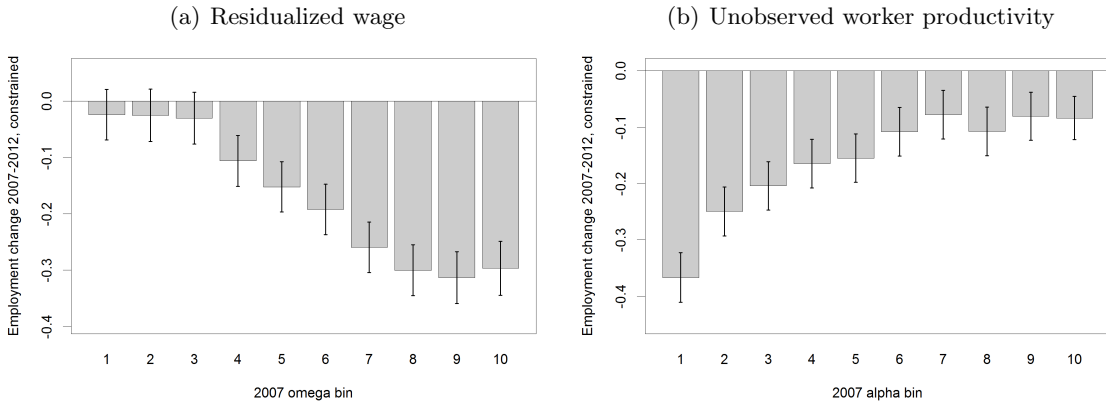 (a) Residualized wage
Employment change 2007-2012, constrained
0.0
-0.1
-0.2
-0.3
-0.4
1 2 3 4 5 6 7 8 9 10
2007 omega bin
(b) Unobserved worker productivity
Employment change 2007-2012, constrained
0.0
-0.1
-0.2
-0.3
-0.4
1 2 3 4 5 6 7 8 9 10
2007 alpha bin